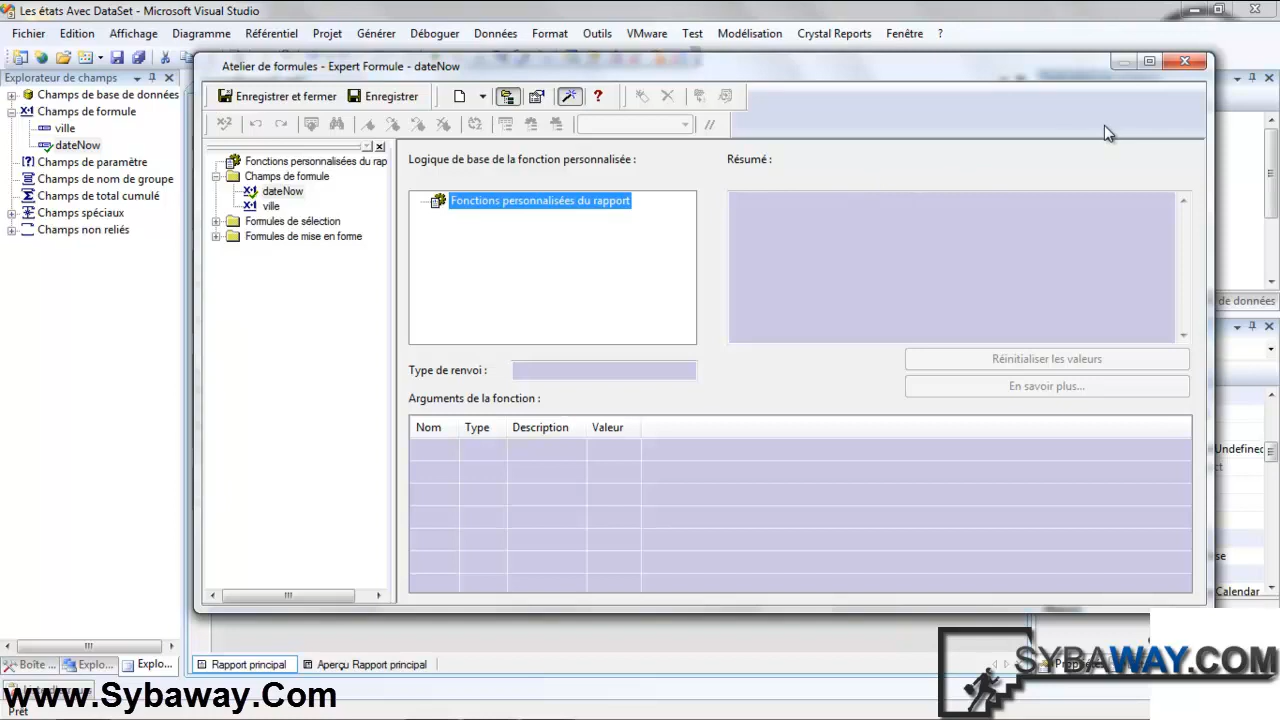 Les états Avec DataSet - Microsoft Visual Studio
Fichier Edition Affichage Diagramme Référentiel Projet Générer Déboguer Données Format Outils VMware Test Modélisation Crystal Reports Fenêtre ?
Explorateur de champs
Champs de base de données
Champs de formule
ville
dateNow
Champs de paramètre
Champs de nom de groupe
Champs de total cumulé
Champs spéciaux
Champs non reliés
Atelier de formules - Expert Formule - dateNow
Enregistrer et fermer Enregistrer
Fonctions personnalisées du rap
Champs de formule
dateNow
ville
Formules de sélection
Formules de mise en forme
Logique de base de la fonction personnalisée :
Résumé :
Fonctions personnalisées du rapport
Type de renvoi :
Réinitialiser les valeurs
En savoir plus...
Arguments de la fonction :
Nom Type Description Valeur
de données
Undefined
ct
se
Calendar
Boîte ... Explo... Explo...
Rapport principal Aperçu Rapport principal
Propriétés
www.Sybaway.Com
SYBAWAY.COM
Prêt